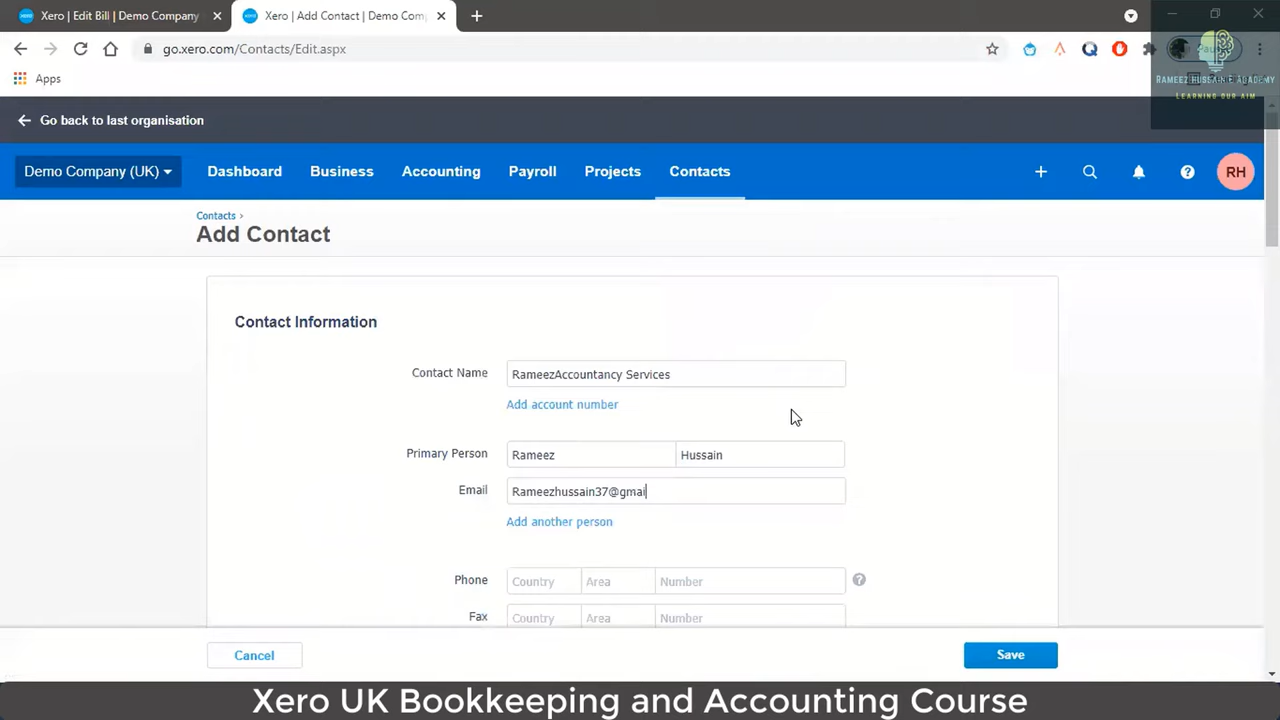 Xero | Edit Bill | Demo Company
Xero | Add Contact | Demo Com
go.xero.com/Contacts/Edit.aspx
Apps
RAMEEZ HUSSAIN E ACADEMY
LEARNING OUR AIM
Go back to last organisation
Demo Company (UK) Dashboard Business Accounting Payroll Projects Contacts RH
Contacts ›
Add Contact
Contact Information
Contact Name RameezAccountancy Services
Add account number
Primary Person Rameez Hussain
Email Rameezhussain37@gmai
Add another person
Phone Country Area Number
Fax Country Area Number
Cancel Save
Xero UK Bookkeeping and Accounting Course